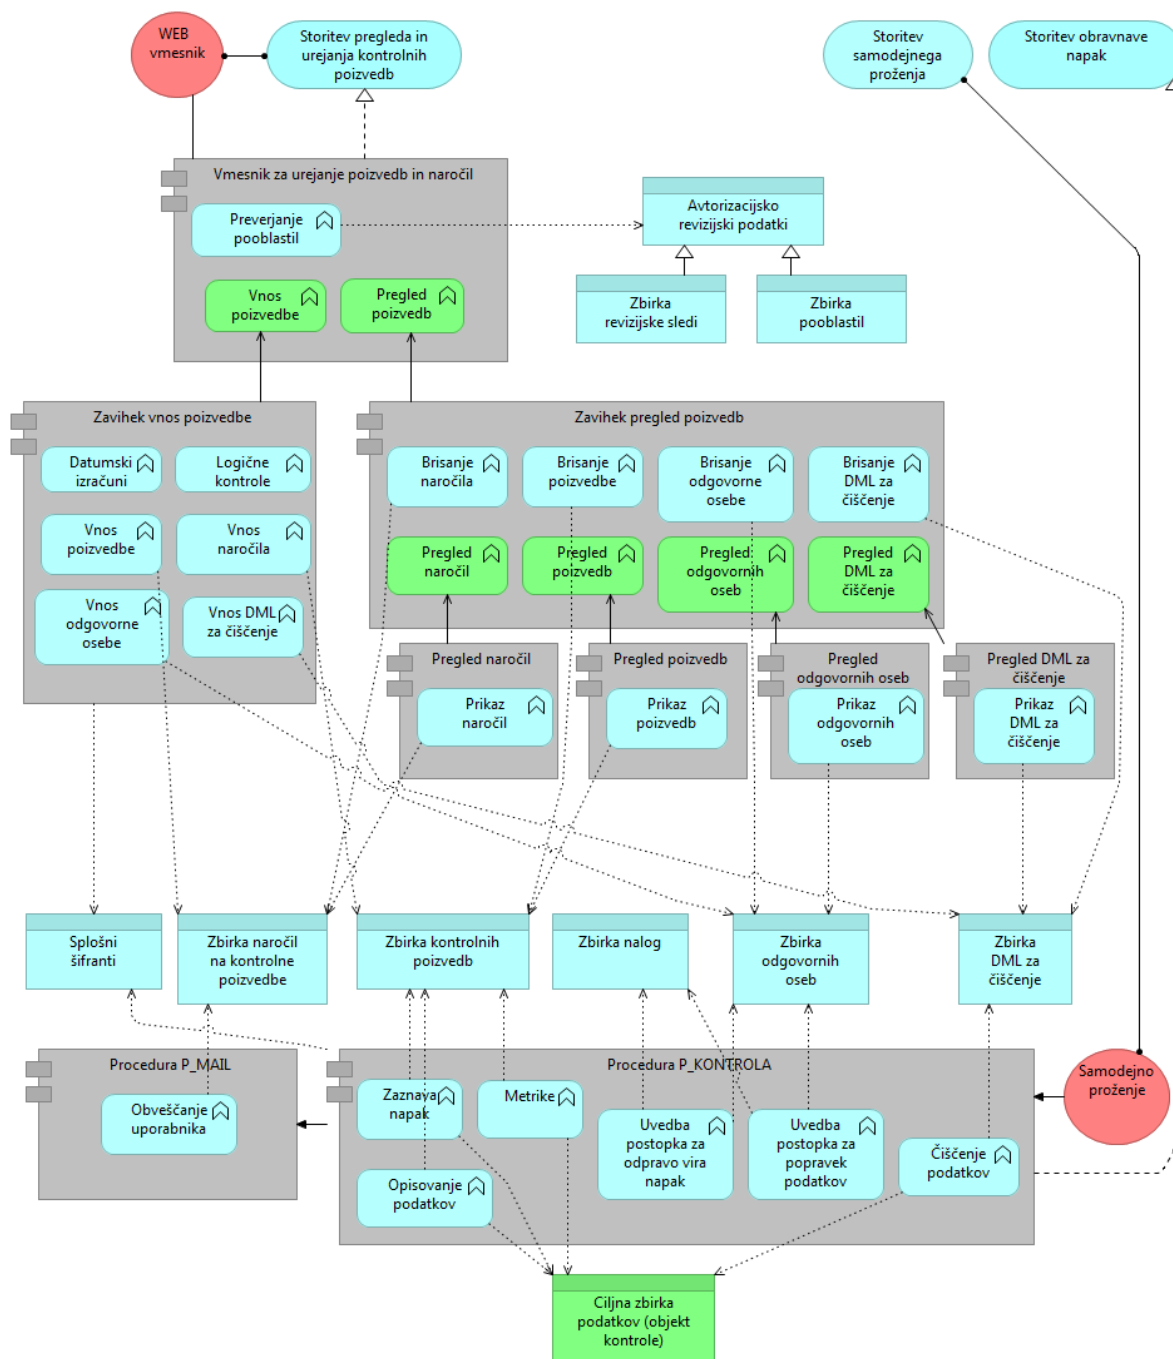 WEB
vmesnik
Storitev pregleda in
urejanja kontrolnih
poizvedb
Storitev
samodejnega
proženja
Storitev obravnave
napak
Vmesnik za urejanje poizvedb in naročil
Preverjanje
pooblastil
Vnos
poizvedbe
Pregled
poizvedb
Avtorizacijsko
revizijski podatki
Zbirka
revizijske sledi
Zbirka
pooblastil
Zavihek vnos poizvedbe
Datumski
izračuni
Logične
kontrole
Vnos
poizvedbe
Vnos
naročila
Vnos
odgovorne
osebe
Vnos DML
za čiščenje
Zavihek pregled poizvedb
Brisanje
naročila
Brisanje
poizvedbe
Brisanje
odgovorne
osebe
Brisanje
DML za
čiščenje
Pregled
naročil
Pregled
poizvedb
Pregled
odgovornih
oseb
Pregled
DML za
čiščenje
Pregled naročil
Prikaz
naročil
Pregled poizvedb
Prikaz
poizvedb
Pregled
odgovornih oseb
Prikaz
odgovornih
oseb
Pregled DML za
čiščenje
Prikaz
DML za
čiščenje
Splošni
šifranti
Zbirka naročil
na kontrolne
poizvedbe
Zbirka kontrolnih
poizvedb
Zbirka nalog
Zbirka
odgovornih
oseb
Zbirka
DML za
čiščenje
Procedura P_MAIL
Obveščanje
uporabnika
Procedura P_KONTROLA
Zaznava
napak
Metrike
Opisovanje
podatkov
Uvedba
postopka za
odpravo vira
napak
Uvedba
postopka za
popravek
podatkov
Čiščenje
podatkov
Samodejno
proženje
Ciljna zbirka
podatkov (objekt
kontrole)